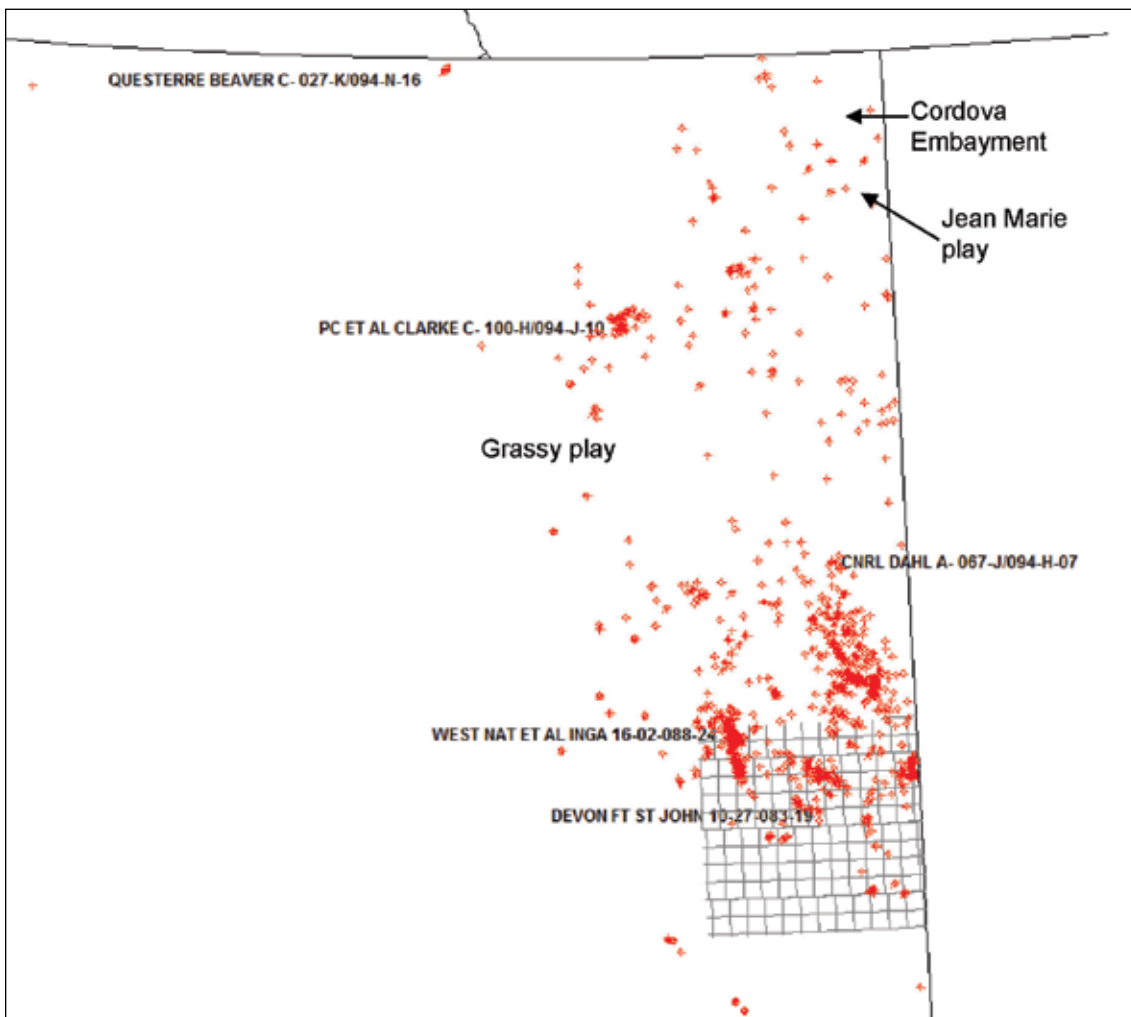 QUESTERRE BEAVER C- 027-K/094-N-16
Cordova
Embayment
Jean Marie
play
PC ET AL CLARKE C- 100-H/094-J-10
Grassy play
CNRL DAHL A- 067-J/094-H-07
WEST NAT ET AL INGA 16-02-088-24
DEVON FT ST JOHN 10-27-083-19